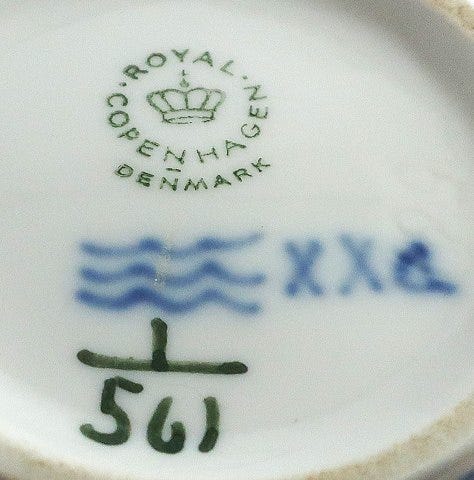 ROYAL COPENHAGEN
DENMARK
XX
1
561